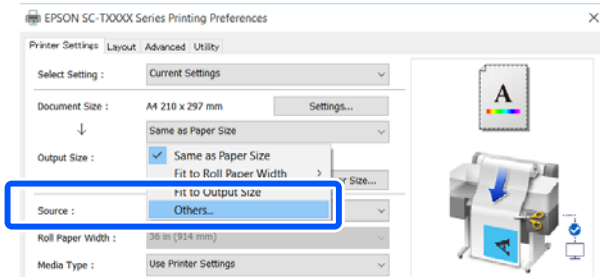 EPSON SC-TXXXX Series Printing Preferences
Printer Settings Layout Advanced Utility
Select Setting : Current Settings
Document Size : A4 210 x 297 mm Settings...
Same as Paper Size
Output Size :
Same as Paper Size
Fit to Roll Paper Width
Size...
Fit to Output Size
Source : Others...
Roll Paper Width : 36 in (914 mm)
Media Type : Use Printer Settings
A
A